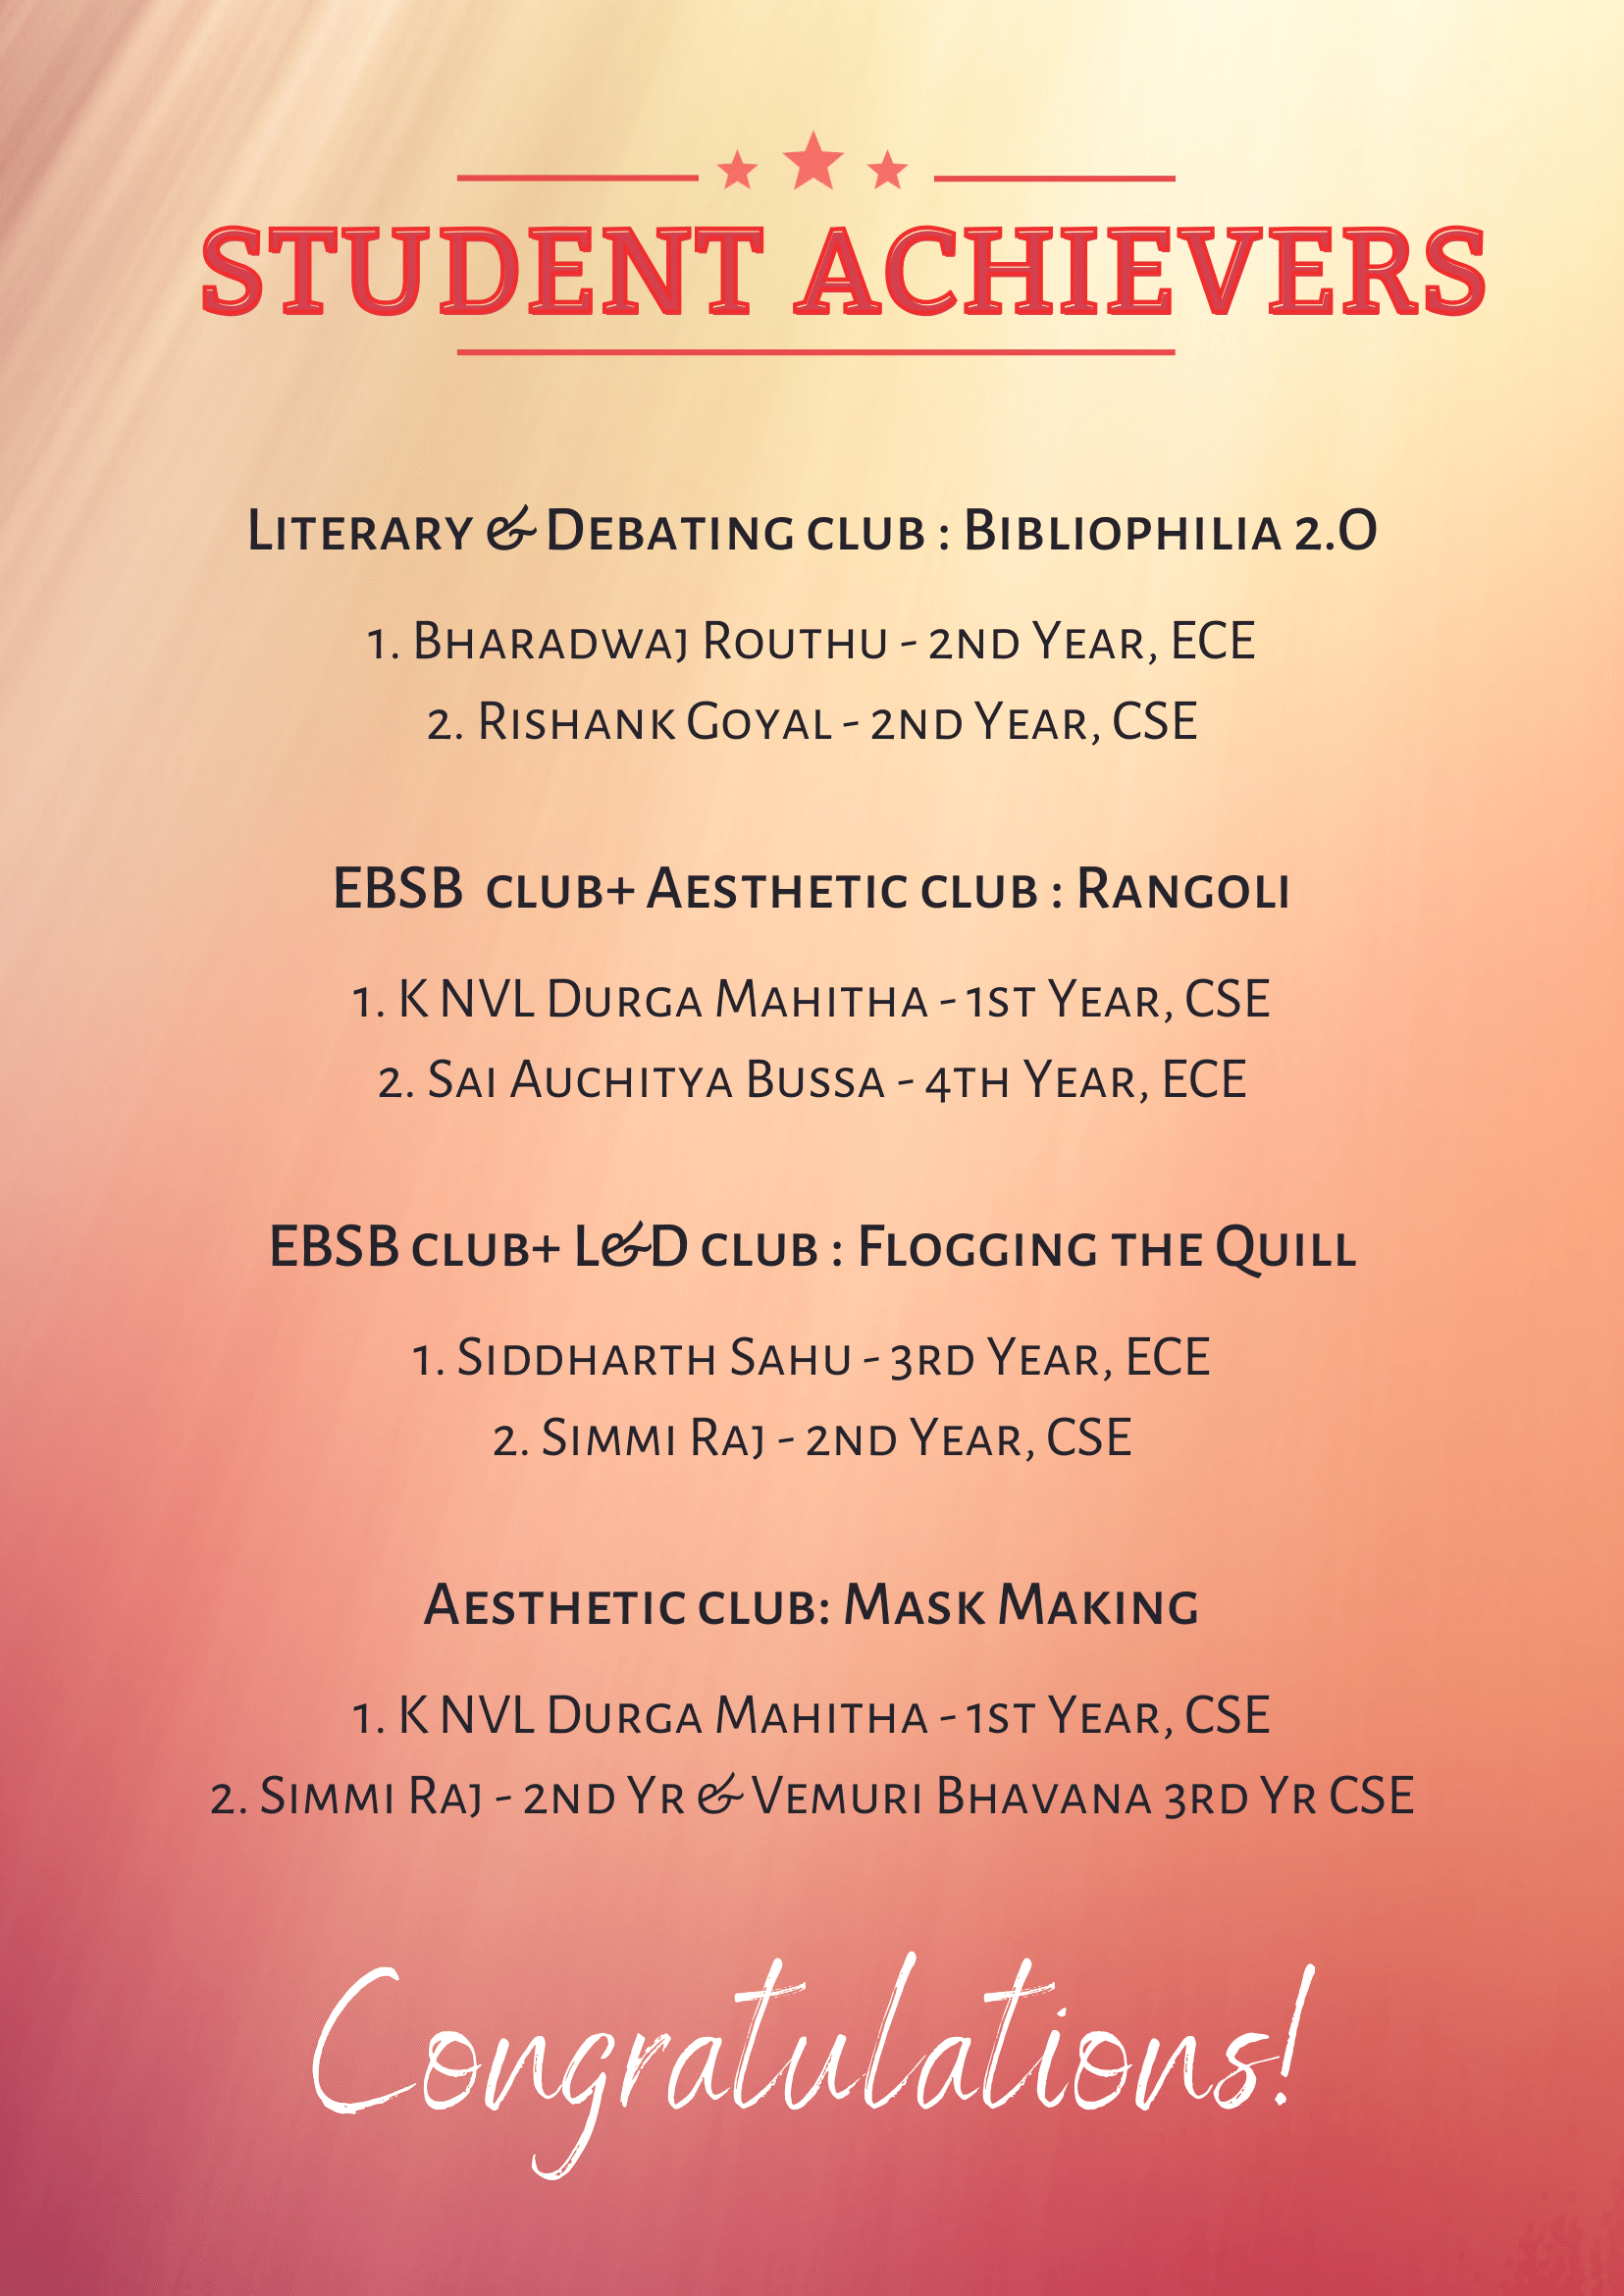 STUDENT ACHIEVERS
Literary & Debating club : Bibliophilia 2.0
1. Bharadwaj Routhu - 2nd Year, ECE
2. Rishank Goyal - 2nd Year, CSE
EBSB club+ Aesthetic club : Rangoli
1. K NVL Durga Mahitha - 1st Year, CSE
2. Sai Auchitya Bussa - 4th Year, ECE
EBSB club+ L&D club : Flogging the Quill
1. Siddharth Sahu - 3rd Year, ECE
2. Simmi Raj - 2nd Year, CSE
Aesthetic club: Mask Making
1. K NVL Durga Mahitha - 1st Year, CSE
2. Simmi Raj - 2nd Yr & Vemuri Bhavana 3rd Yr CSE
Congratulations!